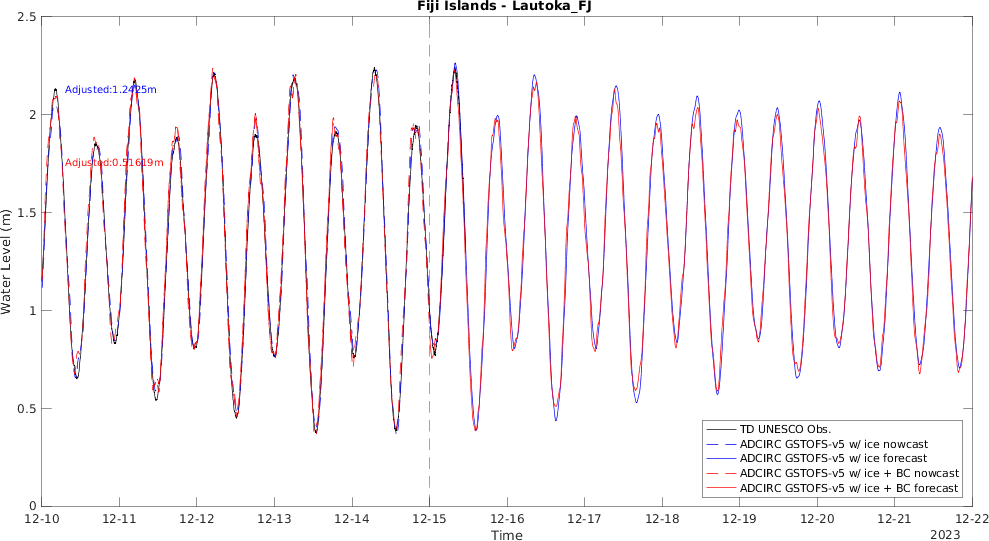 Fiji Islands - Lautoka_FJ
2.5
2
1.5
1
0.5
0
Water Level (m)
Adjusted:1.2425m
Adjusted:0.51619m
TD UNESCO Obs.
ADCIRC GSTOFS-v5 w/ ice nowcast
ADCIRC GSTOFS-v5 w/ ice forecast
ADCIRC GSTOFS-v5 w/ ice + BC nowcast
ADCIRC GSTOFS-v5 w/ ice + BC forecast
12-10 12-11 12-12 12-13 12-14 12-15 12-16 12-17 12-18 12-19 12-20 12-21 12-22
Time
2023